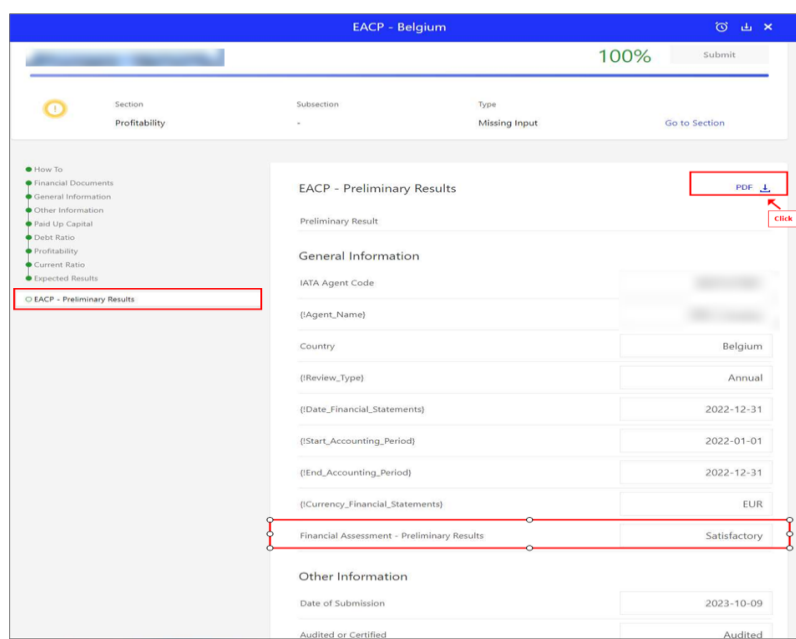 EACP - Belgium
100%
Submit
Section
Subsection
Type
Profitability
-
Missing Input
Go to Section
How To
Financial Documents
General Information
Other Information
Paid Up Capital
Debt Ratio
Profitability
Current Ratio
Expected Results
EACP - Preliminary Results
EACP - Preliminary Results
PDF
Click
Preliminary Result
General Information
IATA Agent Code
{!Agent_Name}
Country Belgium
{!Review_Type} Annual
{!Date_Financial_Statements} 2022-12-31
{!Start_Accounting_Period} 2022-01-01
{!End_Accounting_Period} 2022-12-31
{!Currency_Financial_Statements} EUR
Financial Assessment - Preliminary Results Satisfactory
Other Information
Date of Submission 2023-10-09
Audited or Certified Audited